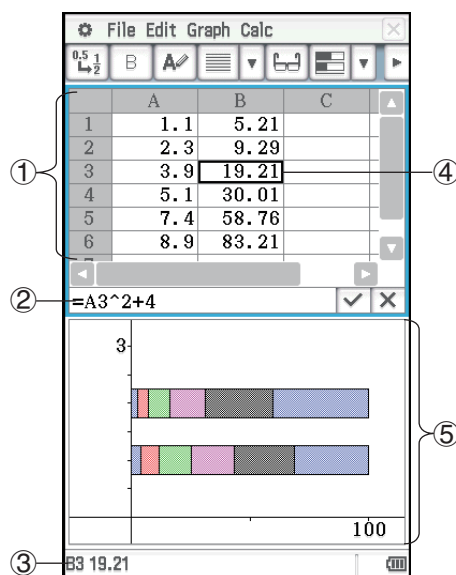 File Edit Graph Calc
0.5 1/2 B A
A B C
1 1.1 5.21
2 2.3 9.29
① 3 3.9 19.21 ④
4 5.1 30.01
5 7.4 58.76
6 8.9 83.21
② =A3^2+4
3
⑤
100
③ B3 19.21